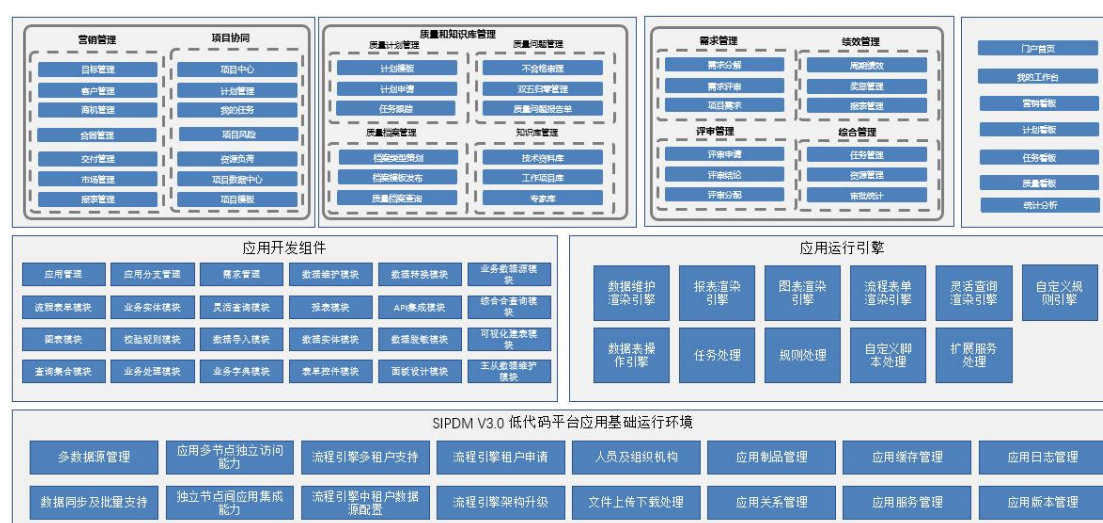 营销管理
目标管理
客户管理
商机管理
合同管理
交付管理
市场管理
报表管理
项目协同
项目中心
计划管理
我的任务
项目风险
资源负荷
项目数据中心
项目模板
质量和知识库管理
质量计划管理
计划模板
计划申请
任务跟踪
质量问题管理
不合格审理
双五归零管理
质量问题报告单
质量档案管理
档案类型策划
档案模板发布
质量档案查询
知识库管理
技术资料库
工作项目库
专家库
需求管理
需求分解
需求评审
项目需求
绩效管理
周期绩效
奖惩管理
报表管理
评审管理
评审申请
评审结论
评审分配
综合管理
任务管理
资源管理
审批统计
门户首页
我的工作台
营销看板
计划看板
任务看板
质量看板
统计分析
应用开发组件
应用管理
应用分支管理
需求管理
数据维护模块
数据转换模块
业务数据源模
块
流程表单模块
业务实体模块
灵活查询模块
报表模块
API集成模块
综合合查询模
块
图表模块
校验规则模块
数据导入模块
数据实体模块
数据脱敏模块
可视化建表模
块
查询集合模块
业务处理模块
业务字典模块
表单控件模块
面板设计模块
主从数据维护
模块
应用运行引擎
数据维护
渲染引擎
报表渲染
引擎
图表渲染
引擎
流程表单
渲染引擎
灵活查询
渲染引擎
自定义规
则引擎
数据表操
作引擎
任务处理
规则处理
自定义脚
本处理
扩展服务
处理
SIPDM V3.0 低代码平台应用基础运行环境
多数据源管理
应用多节点独立访问
能力
流程引擎多租户支持
流程引擎租户申请
人员及组织机构
应用制品管理
应用缓存管理
应用日志管理
数据同步及批量支持
独立节点间应用集成
能力
流程引擎中租户数据
源配置
流程引擎架构升级
文件上传下载处理
应用关系管理
应用服务管理
应用版本管理